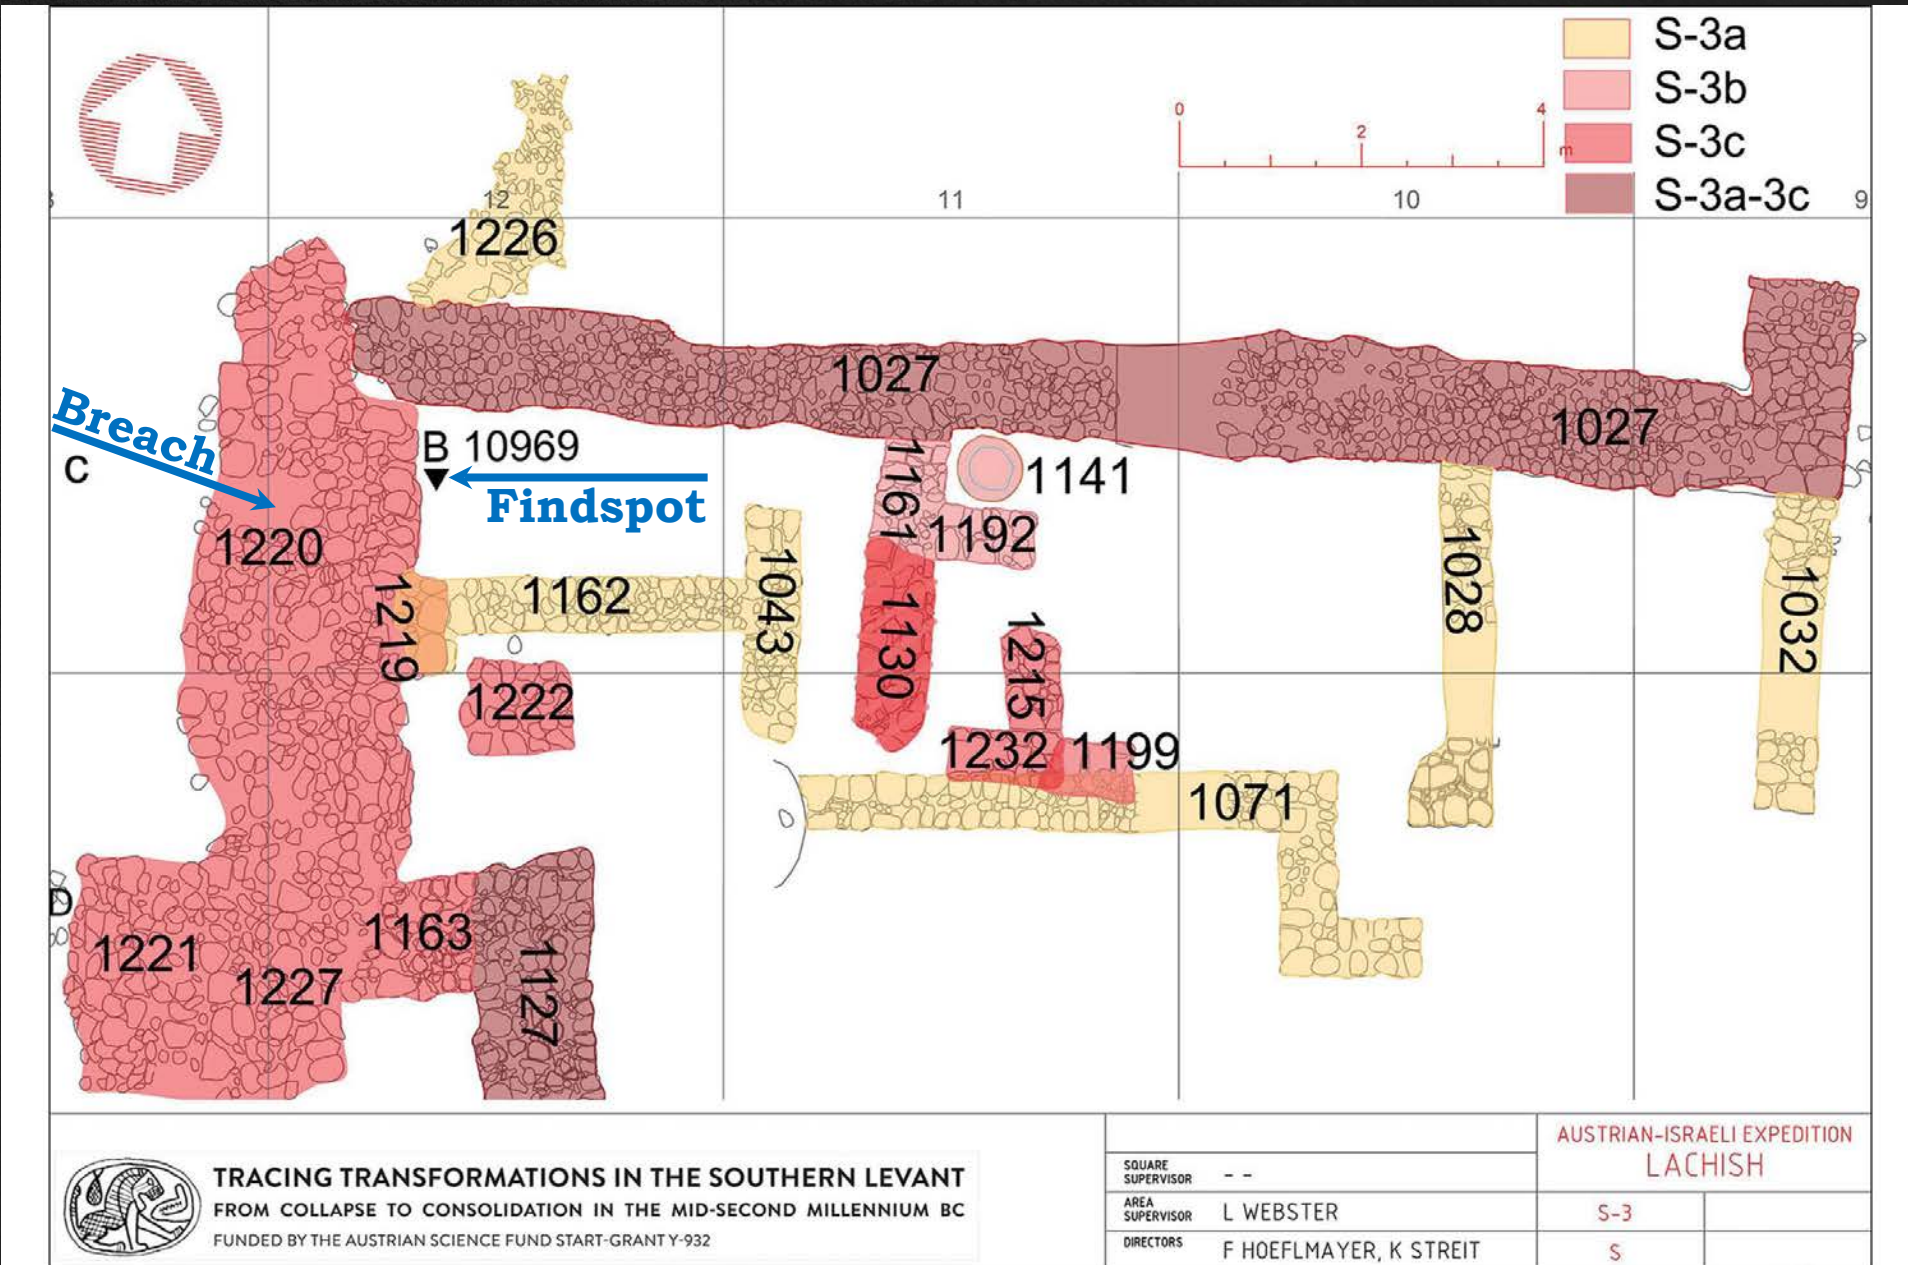 S-3a
S-3b
S-3c
S-3a-3c
0
2
4
m
12
11
10
9
1226
1027
1027
Breach
C
B 10969
Findspot
1161
1141
1192
1220
1219
1162
1043
1130
1215
1028
1032
1222
1232
1199
1071
D
1221
1227
1163
1127
TRACING TRANSFORMATIONS IN THE SOUTHERN LEVANT
FROM COLLAPSE TO CONSOLIDATION IN THE MID-SECOND MILLENNIUM BC
FUNDED BY THE AUSTRIAN SCIENCE FUND START-GRANT Y-932
SQUARE
SUPERVISOR
- -
AREA
SUPERVISOR
L WEBSTER
DIRECTORS
F HOEFLMAYER, K STREIT
AUSTRIAN-ISRAELI EXPEDITION
LACHISH
S-3
S